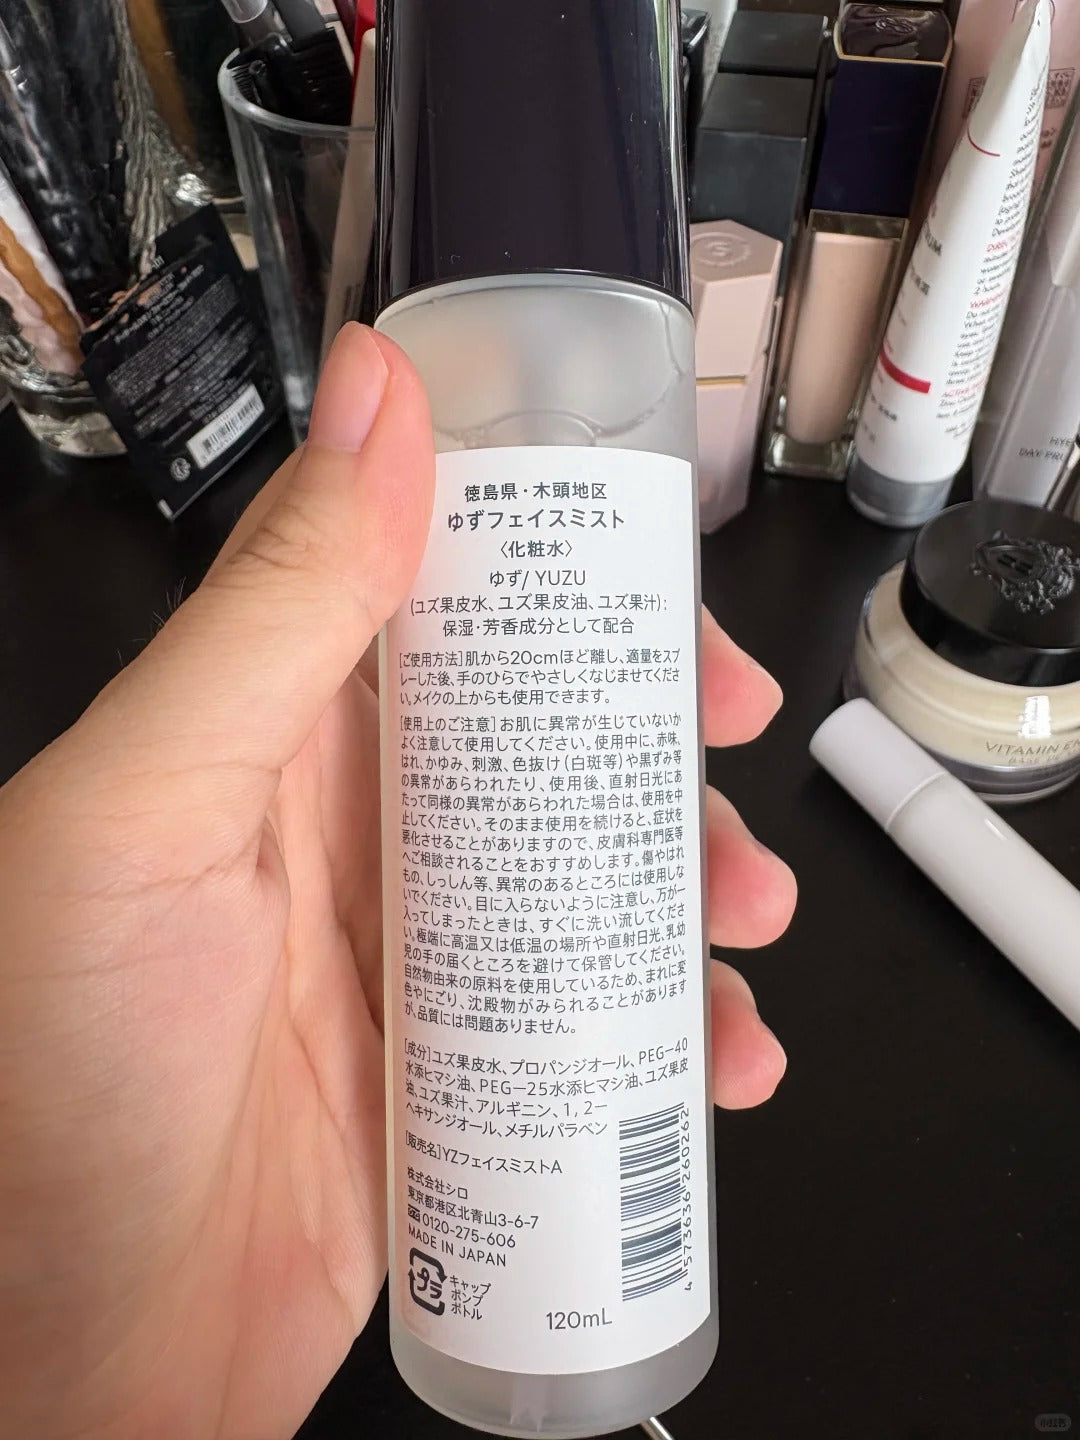 徳島県・木頭地区
ゆずフェイスミスト
〈化粧水〉
ゆず/ YUZU
(ユズ果皮水、ユズ果皮油、ユズ果汁):
保湿・芳香成分として配合
[ご使用方法]肌から20cmほど離し、適量をスプ
レーした後、手のひらでやさしくなじませてくださ
い。メイクの上からも使用できます。
[使用上のご注意]お肌に異常が生じていないか
よく注意して使用してください。使用中に、赤味、
はれ、かゆみ、刺激、色抜け(白斑等)や黒ずみ等
の異常があらわれたり、使用後、直射日光にあ
たって同様の異常があらわれた場合は、使用を中
止してください。そのまま使用を続けると、症状を
悪化させることがありますので、皮膚科専門医等
へご相談されることをおすすめします。傷やはれ
もの、しっしん等、異常のあるところには使用しな
いでください。目に入らないように注意し、万が一
入ってしまったときは、すぐに洗い流してくださ
い。極端に高温又は低温の場所や直射日光、乳幼
児の手の届くところを避けて保管してください。
自然物由来の原料を使用しているため、まれに変
色やにごり、沈殿物がみられることがあります
が、品質には問題ありません。
[成分]ユズ果皮水、プロパンジオール、PEG-40
水添ヒマシ油、PEG-25水添ヒマシ油、ユズ果皮
油、ユズ果汁、アルギニン、1,2-
ヘキサンジオール、メチルパラベン
[販売名]YZフェイスミストA
株式会社シロ
東京都港区北青山3-6-7
0120-275-606
MADE IN JAPAN
プラ
キャップ
ポンプ
ボトル
120mL
4 573636 260262
VITAMIN EN
BASE
HY
DAY PR
小红书